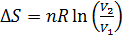 ΔS = nR ln(V₂/V₁)